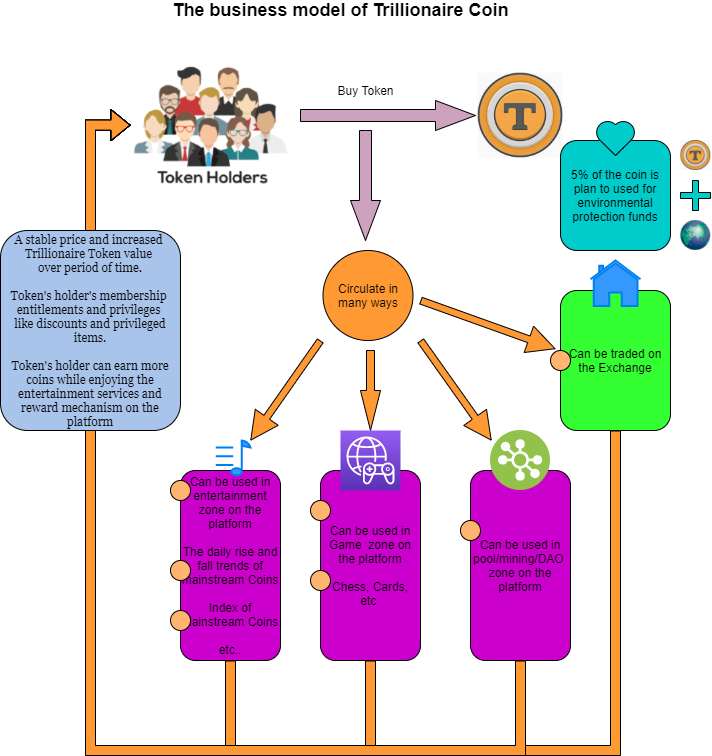 The business model of Trillionaire Coin
Buy Token
T
Token Holders
T
5% of the coin is
plan to used for
environmental
protection funds
A stable price and increased
Trillionaire Token value
over period of time.
Token's holder's membership
entitlements and privileges
like discounts and privileged
items.
Token's holder can earn more
coins while enjoying the
entertainment services and
reward mechanism on the
platform
Circulate in
many ways
Can be traded on
the Exchange
Can be used in
entertainment
zone on the
platform
The daily rise and
fall trends of
mainstream Coins
Index of
mainstream Coins
etc..
Can be used in
Game zone on
the platform.
Chess, Cards,
etc
Can be used in
pool/mining/DAO
zone on the
platform